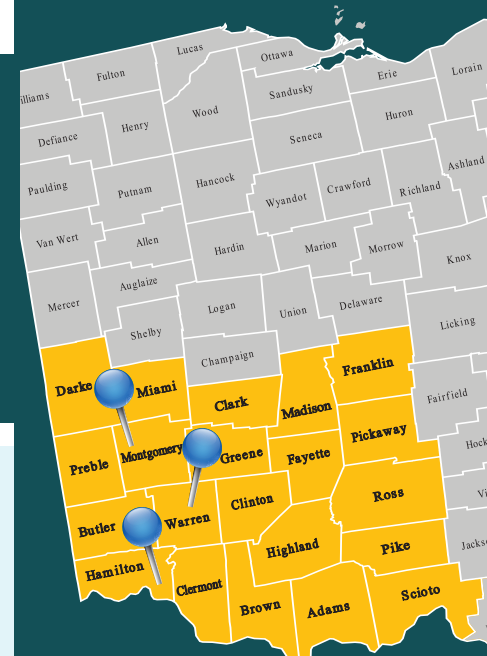 Lucas
Ottawa
Fulton
Erie
Lorain
Williams
Sandusky
Wood
Henry
Huron
Defiance
Seneca
Ashland
Paulding
Putnam
Hancock
Crawford
Richland
Wyandot
Van Wert
Allen
Hardin
Marion
Morrow
Knox
Auglaize
Mercer
Logan
Union
Delaware
Licking
Shelby
Champaign
Franklin
Darke
Miami
Clark
Madison
Fairfield
Pickaway
Hock
Montgomery
Greene
Fayette
Preble
Ross
Vi
Clinton
Butler
Warren
Highland
Pike
Jacks
Hamilton
Clermont
Scioto
Brown
Adams